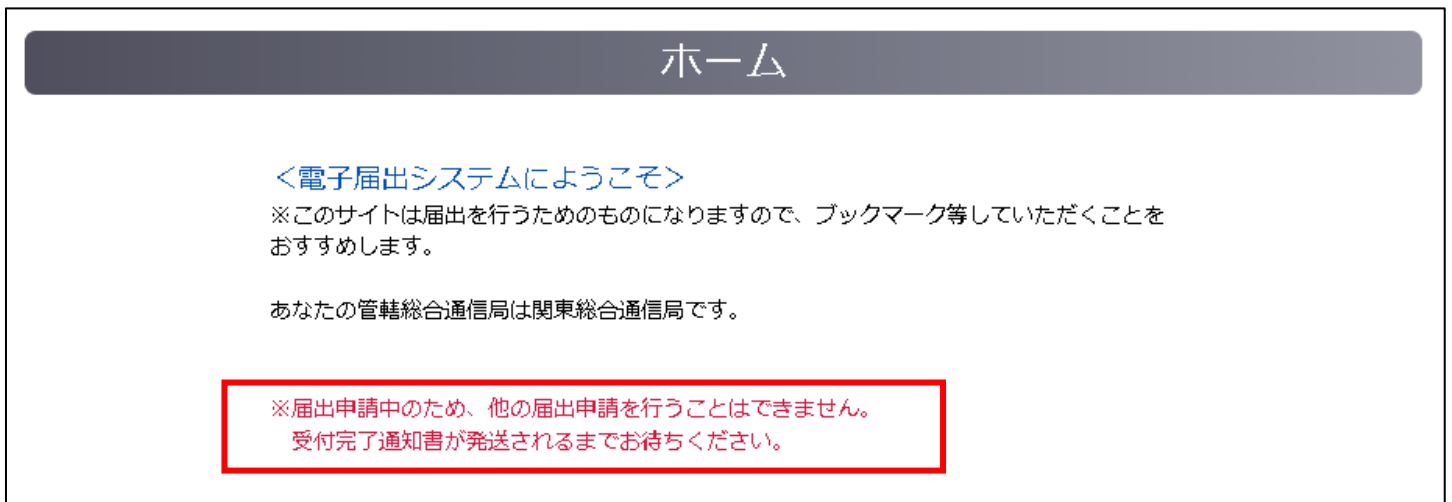 ホーム
＜電子届出システムにようこそ＞
※このサイトは届出を行うためのものになりますので、ブックマーク等していただくことを
おすすめします。
あなたの管轄総合通信局は関東総合通信局です。
※届出申請中のため、他の届出申請を行うことはできません。
受付完了通知書が発送されるまでお待ちください。